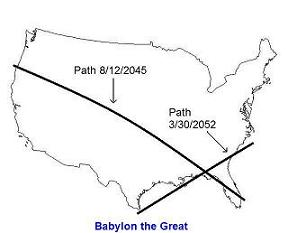 Path 8/12/2045
Path
3/30/2052
Babylon the Great